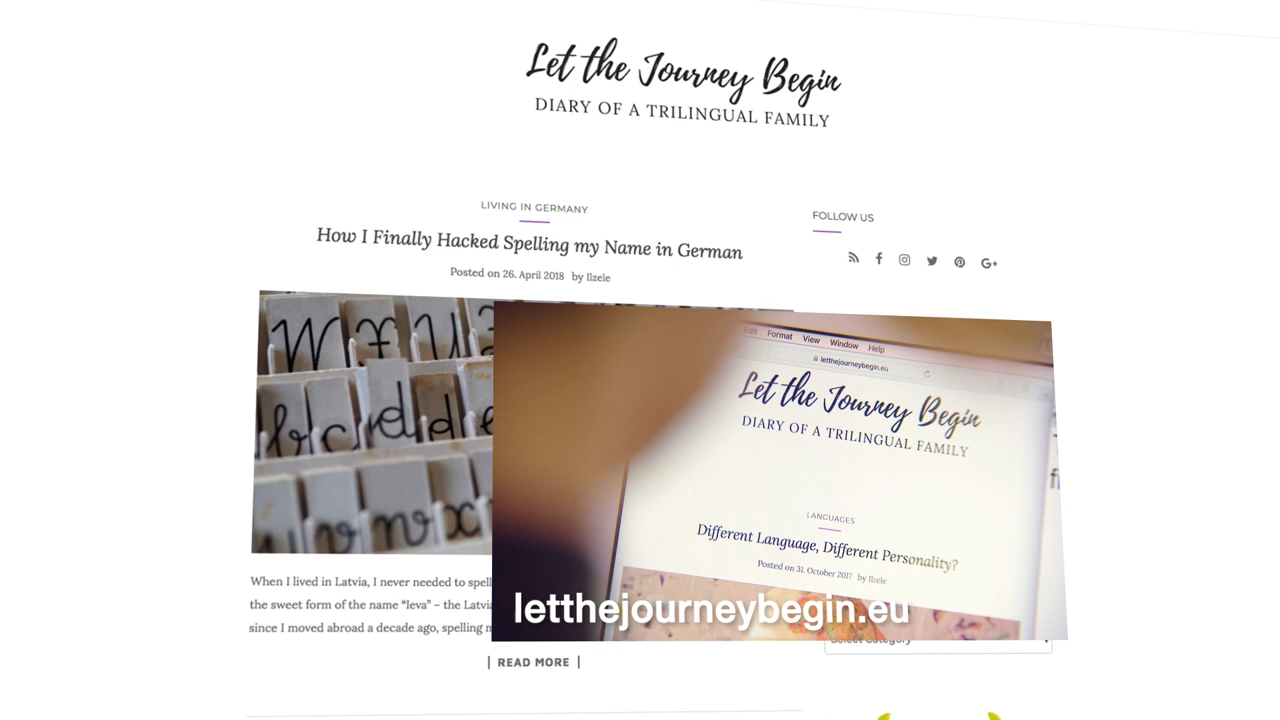 Let the Journey Begin
DIARY OF A TRILINGUAL FAMILY
LIVING IN GERMANY
How I Finally Hacked Spelling my Name in German
Posted on 26. April 2018 by Ilzele
FOLLOW US
W
b c d d e
v n x
Edit Format View Window Help
letthejourneybegin.eu
Let the Journey Begin
DIARY OF A TRILINGUAL FAMILY
LANGUAGES
Different Language, Different Personality?
Posted on 31. October 2017 by Ilzele
letthejourneybegin.eu
When I lived in Latvia, I never needed to spell
the sweet form of the name “Ieva” – the
since I moved abroad a decade ago, spelling
Select Category
READ MORE